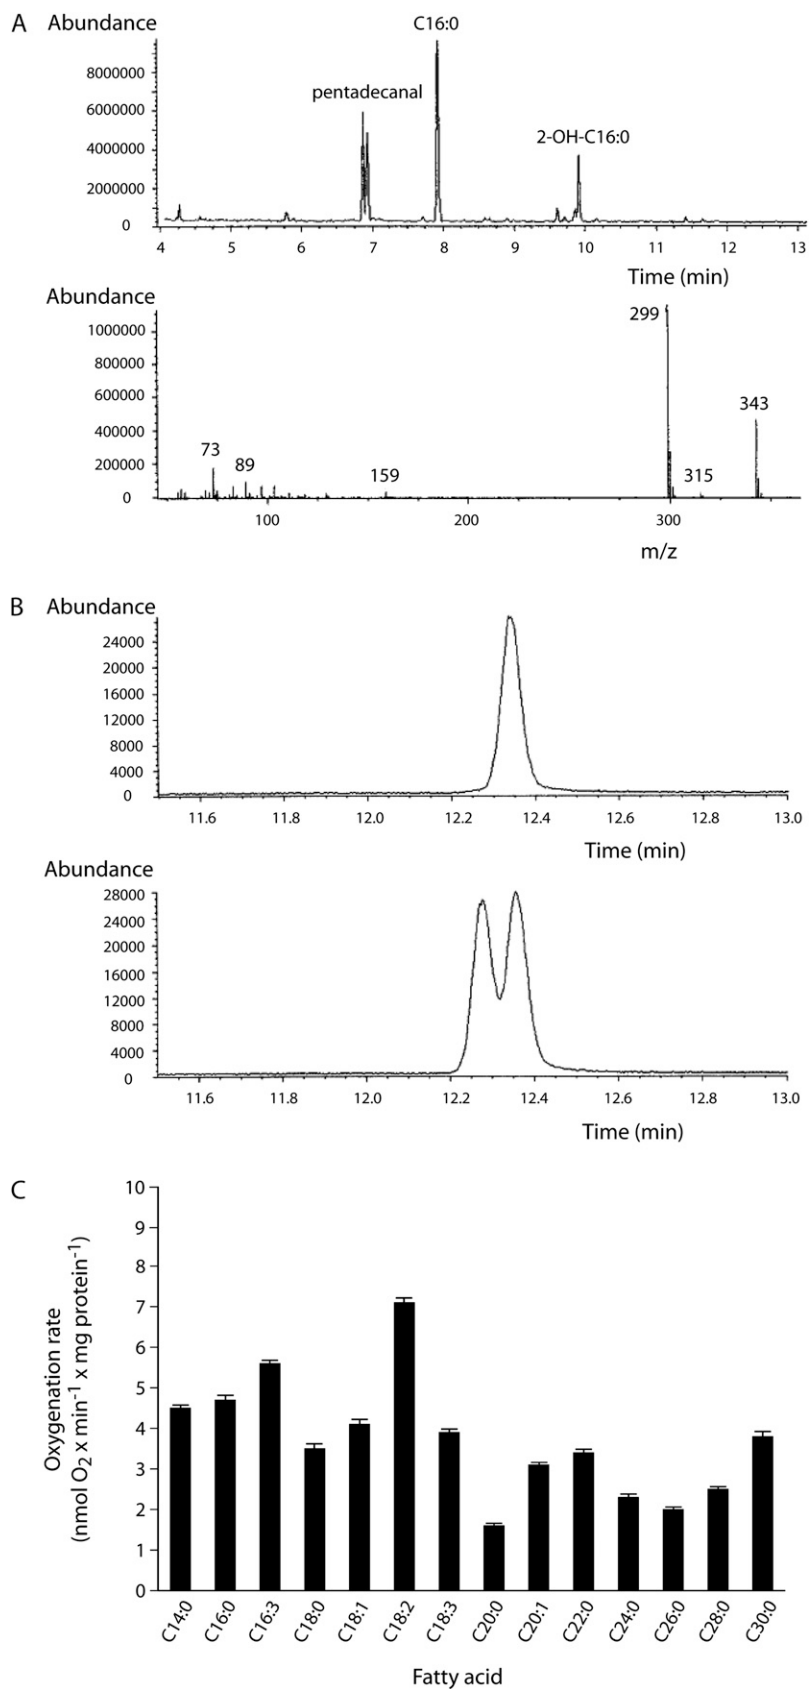 A
Abundance
C16:0
pentadecanal
2-OH-C16:0
8000000
6000000
4000000
2000000
0
4 5 6 7 8 9 10 11 12 13
Time (min)
Abundance
299
343
73
89
159
315
1000000
800000
600000
400000
200000
0
100 200 300
m/z
B
Abundance
24000
20000
16000
12000
8000
4000
0
11.6 11.8 12.0 12.2 12.4 12.6 12.8 13.0
Time (min)
Abundance
28000
24000
20000
16000
12000
8000
4000
0
11.6 11.8 12.0 12.2 12.4 12.6 12.8 13.0
Time (min)
C
Oxygenation rate
(nmol O2 x min-1 x mg protein-1)
10
9
8
7
6
5
4
3
2
1
0
C14:0 C16:0 C16:3 C18:0 C18:1 C18:2 C18:3 C20:0 C20:1 C22:0 C24:0 C26:0 C28:0 C30:0
Fatty acid